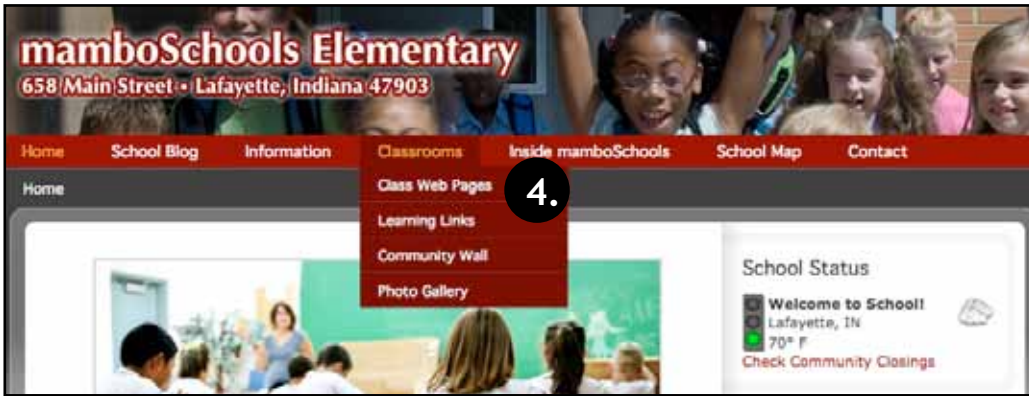 mamboSchools Elementary
658 Main Street • Lafayette, Indiana 47903
Home School Blog Information Classrooms Inside mamboSchools School Map Contact
Home
Class Web Pages
4.
Learning Links
Community Wall
Photo Gallery
School Status
Welcome to School!
Lafayette, IN
70° F
Check Community Closings